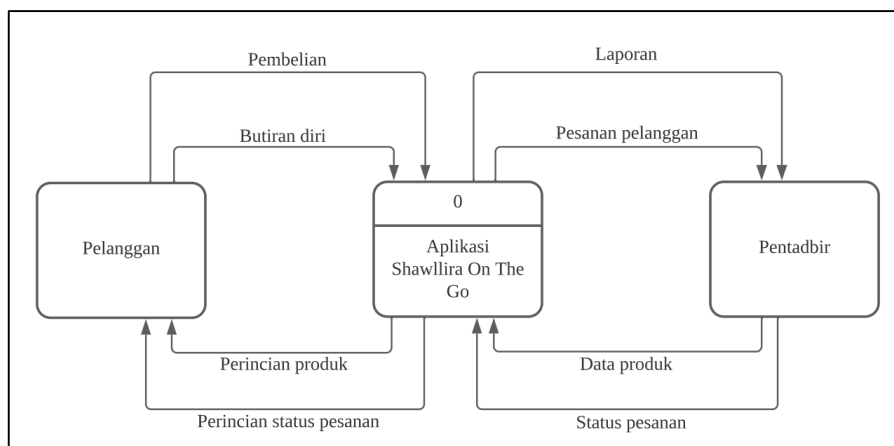 Pembelian
Laporan
Butiran diri
Pesanan pelanggan
Pelanggan
0
Aplikasi
Shawllira On The
Go
Pentadbir
Perincian produk
Data produk
Perincian status pesanan
Status pesanan